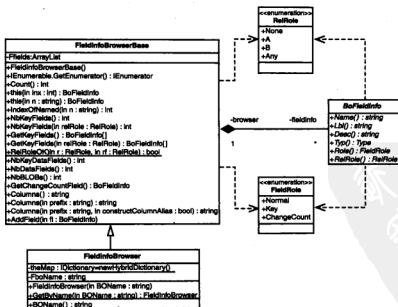 <<enumeration>>
RelRole
+None
+A
+B
+Any
FieldInfoBrowserBase
-Ffields:ArrayList
+FieldInfoBrowserBase()
+IEnumerable.GetEnumerator() : IEnumerator
+Count() : int
+this(in inx : int) : BoFieldInfo
+this(in n : string) : BoFieldInfo
+IndexOfNamed(in n : string) : int
+NbKeyFields() : int
+NbKeyFields(in relRole : RelRole) : int
+GetKeyFields() : BoFieldInfo[]
+GetKeyFields(in relRole : RelRole) : BoFieldInfo[]
+RelRoleOK(in r : RelRole, in rf : RelRole) : bool
+NbKeyDataFields() : int
+NbDataFields() : int
+NbBLOBs() : int
+GetChangeCountField() : BoFieldInfo
+Columns() : string
+Columns(in prefix : string) : string
+Columns(in prefix : string, in constructColumnAlias : bool) : string
+AddField(in fi : BoFieldInfo)
-browser
-fieldinfo
1
*
BoFieldInfo
+Name() : string
+Lbl() : string
+Desc() : string
+Typ() : Type
+Role() : FieldRole
+RelRole() : RelRole
<<enumeration>>
FieldRole
+Normal
+Key
+ChangeCount
FieldInfoBrowser
-theMap : IDictionary=newHybridDictionary()
-FboName : string
+FieldInfoBrowser(in BOName : string)
+GetByName(in BOName : string) : FieldInfoBrowser
+BOName() : string